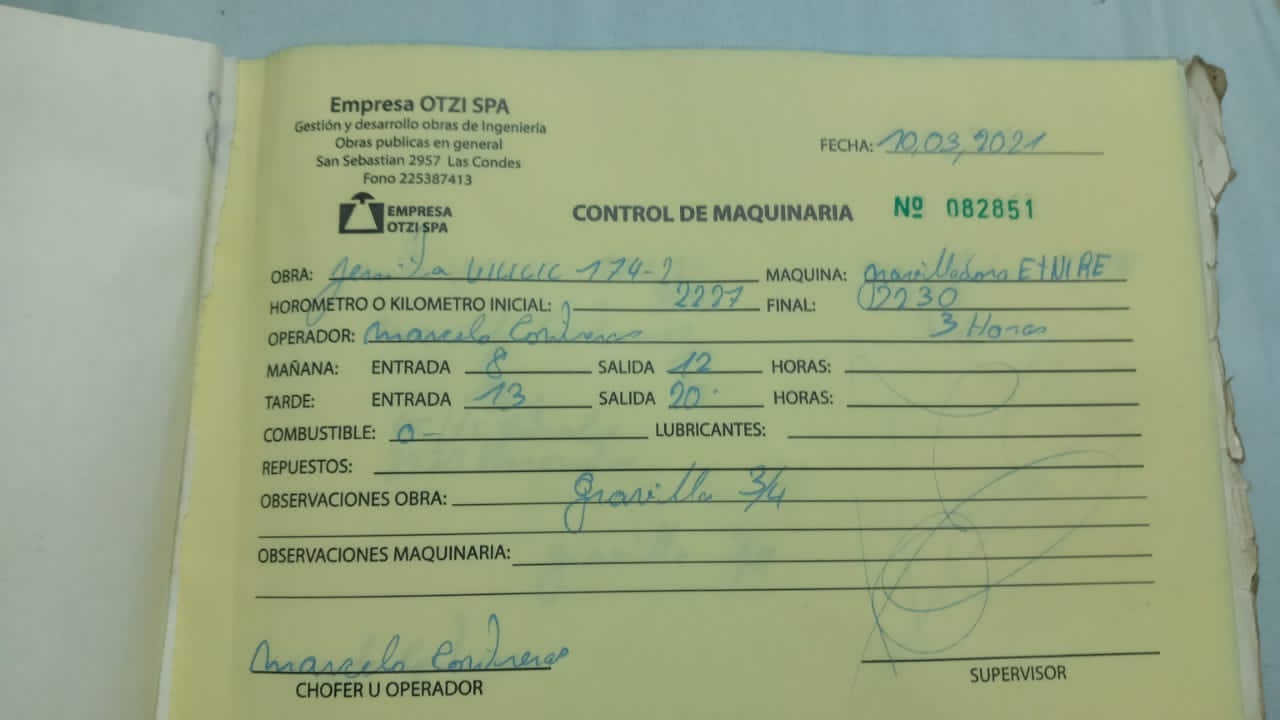 Empresa OTZI SPA
Gestión y desarrollo obras de Ingeniería
Obras publicas en general
San Sebastian 2957 Las Condes
Fono 225387413
FECHA: 10,03,2021
EMPRESA
OTZI SPA
CONTROL DE MAQUINARIA Nº 082851
OBRA: 174-2 MAQUINA: gravilladora ETNIRE
HOROMETRO O KILOMETRO INICIAL: 2227 FINAL: 2230
OPERADOR: Marcelo Contreras 3 Horas
MAÑANA: ENTRADA 8 SALIDA 12 HORAS:
TARDE: ENTRADA 13 SALIDA 20 HORAS:
COMBUSTIBLE: 0- LUBRICANTES:
REPUESTOS:
OBSERVACIONES OBRA: gravilla 3/4
OBSERVACIONES MAQUINARIA:
Marcelo Contreras
CHOFER U OPERADOR
SUPERVISOR